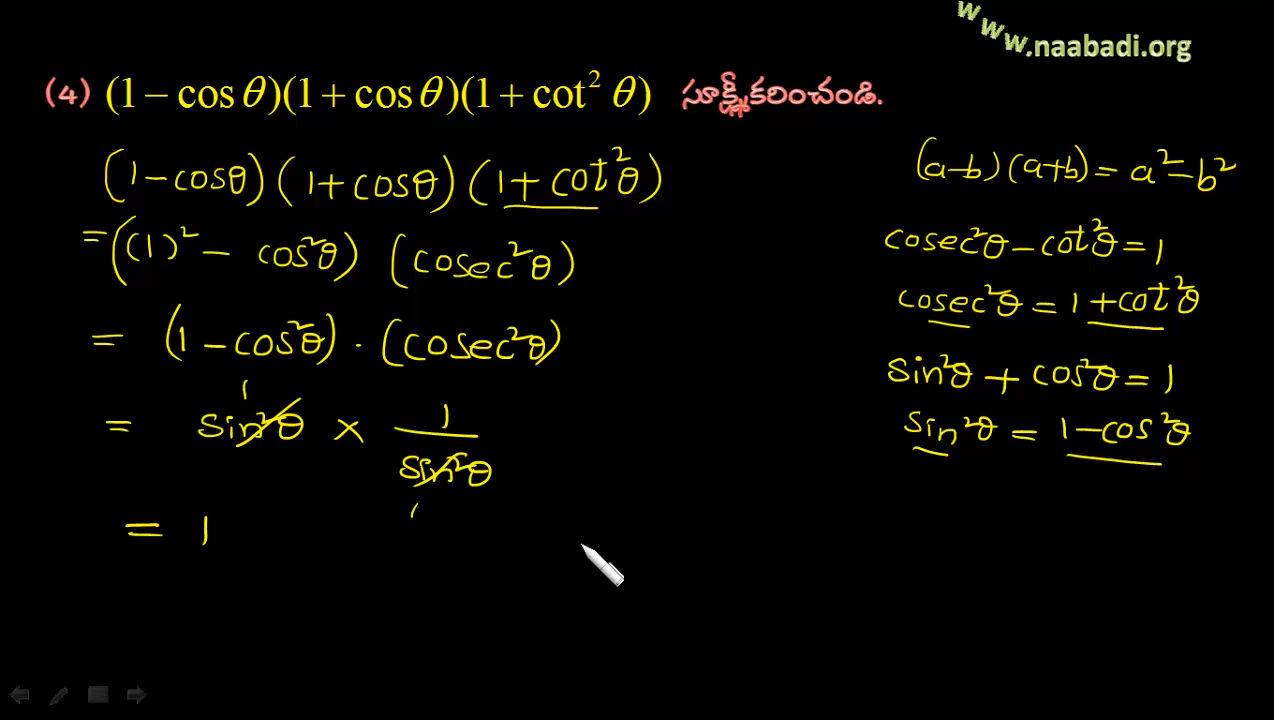 www.naabadi.org
(4) (1 − cos θ)(1 + cos θ)(1 + cot² θ) సూక్ష్మీకరించండి.
(1 − cosθ) (1 + cosθ) (1 + cot²θ)
= ((1)² − cos²θ) (cosec²θ)
= (1 − cos²θ) · (cosec²θ)
1
= sin²θ × 1/sin²θ
1
= 1
(a−b) (a+b) = a² − b²
cosec²θ − cot²θ = 1
cosec²θ = 1 + cot²θ
sin²θ + cos²θ = 1
sin²θ = 1 − cos²θ